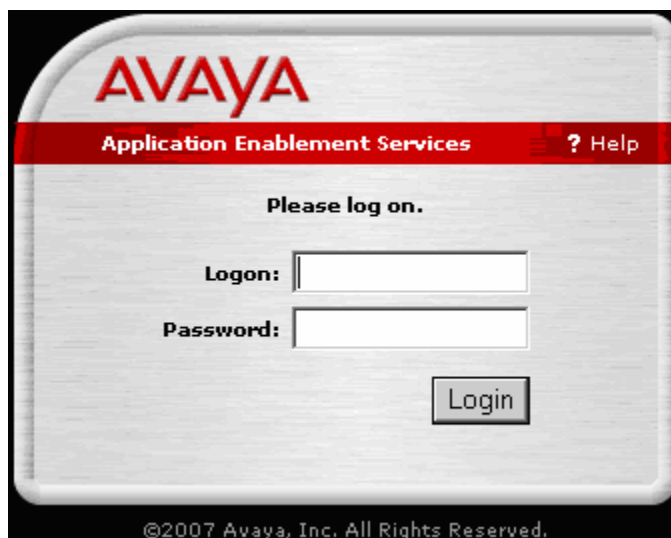 AVAYA
Application Enablement Services ? Help
Please log on.
Logon:
Password:
Login
©2007 Avaya, Inc. All Rights Reserved.